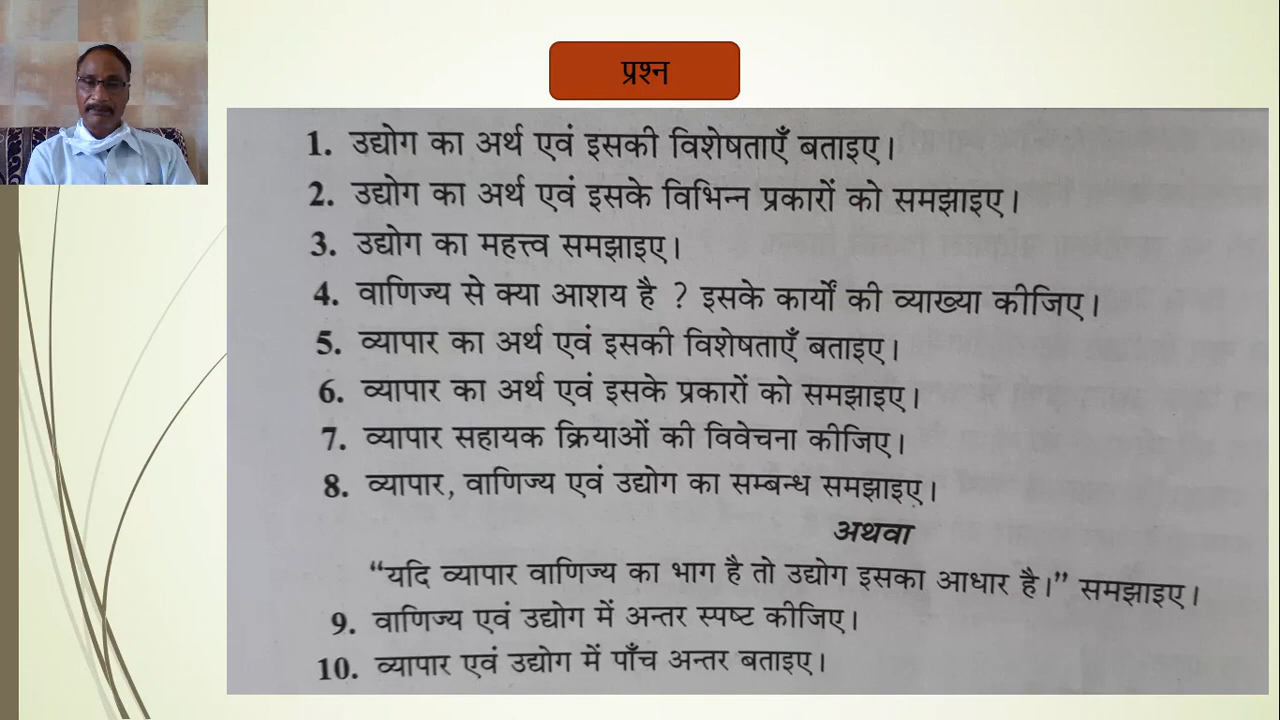 प्रश्न
1. उद्योग का अर्थ एवं इसकी विशेषताएँ बताइए।
2. उद्योग का अर्थ एवं इसके विभिन्न प्रकारों को समझाइए।
3. उद्योग का महत्त्व समझाइए।
4. वाणिज्य से क्या आशय है ? इसके कार्यों की व्याख्या कीजिए।
5. व्यापार का अर्थ एवं इसकी विशेषताएँ बताइए।
6. व्यापार का अर्थ एवं इसके प्रकारों को समझाइए।
7. व्यापार सहायक क्रियाओं की विवेचना कीजिए।
8. व्यापार, वाणिज्य एवं उद्योग का सम्बन्ध समझाइए।
अथवा
“यदि व्यापार वाणिज्य का भाग है तो उद्योग इसका आधार है।” समझाइए।
9. वाणिज्य एवं उद्योग में अन्तर स्पष्ट कीजिए।
10. व्यापार एवं उद्योग में पाँच अन्तर बताइए।